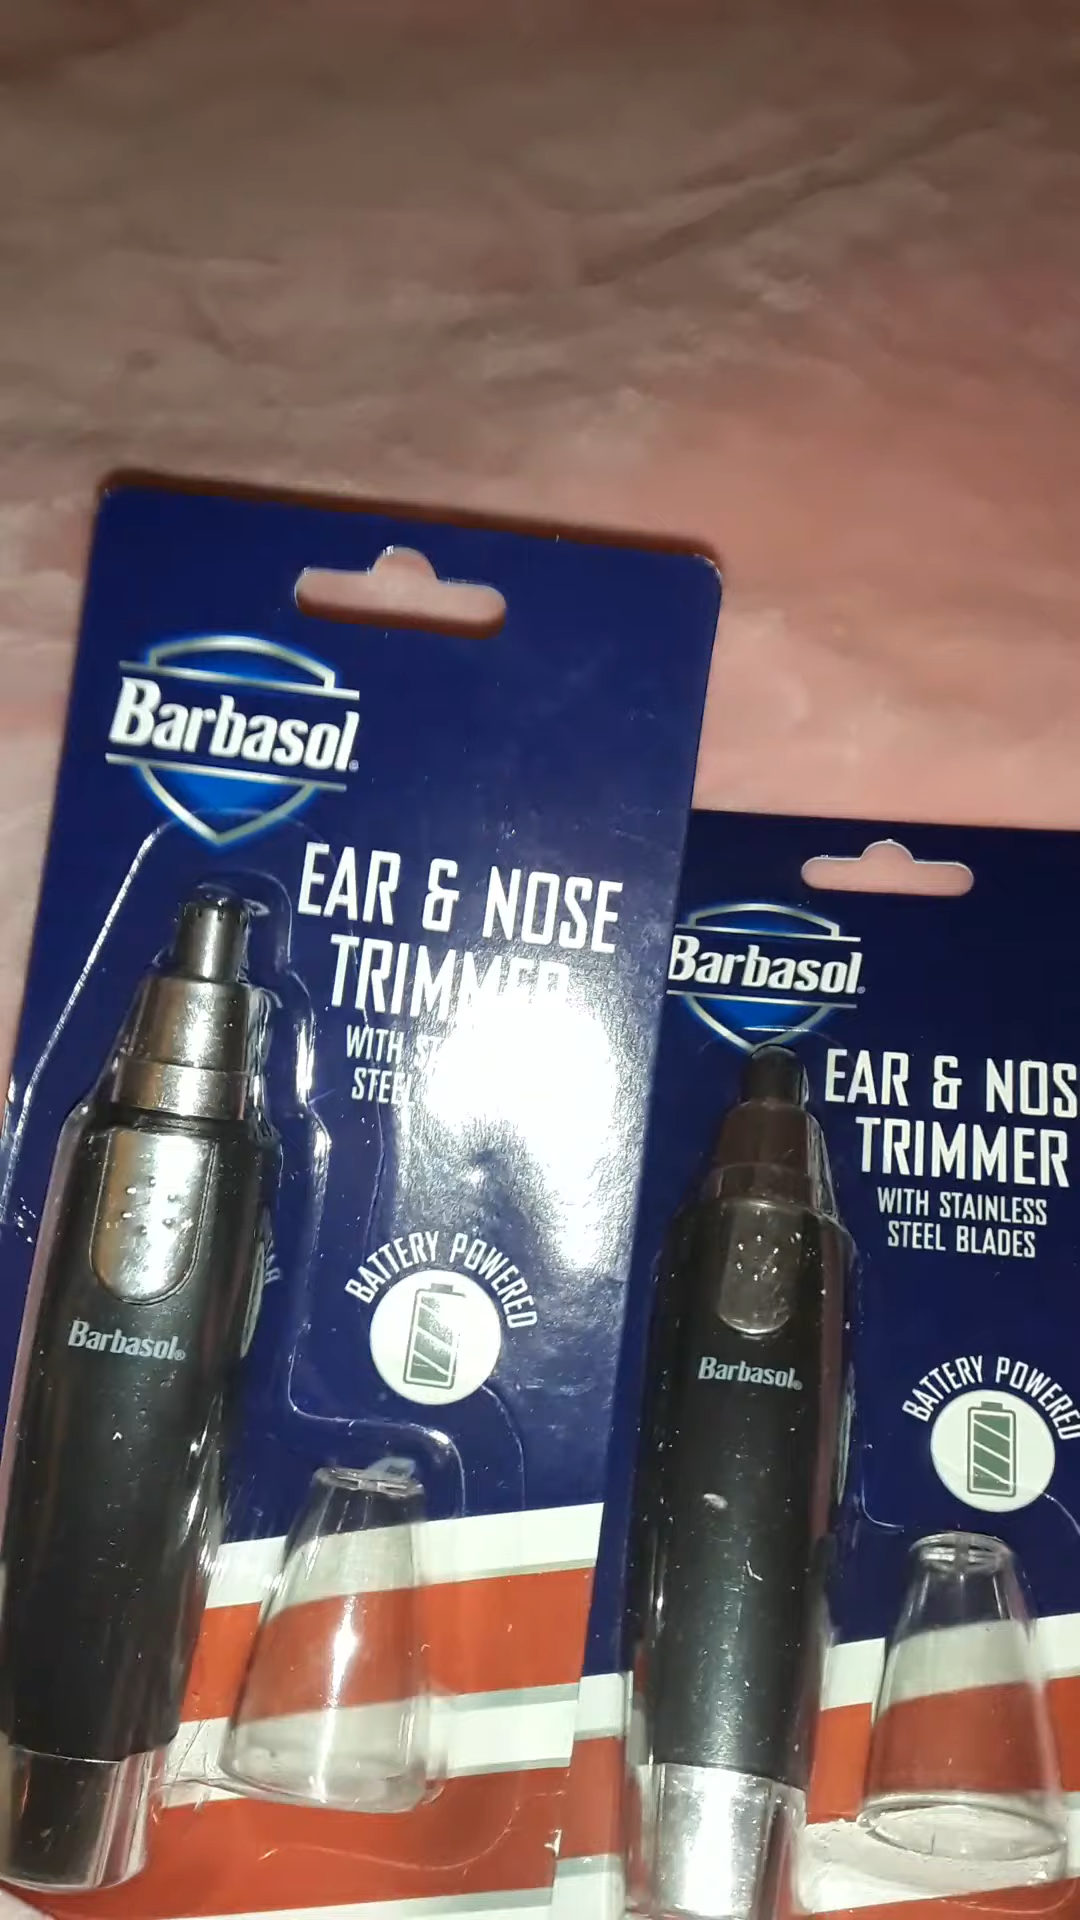 Barbasol®
EAR & NOSE
TRIMMER
WITH
STEEL
BATTERY POWERED
Barbasol®
Barbasol®
EAR & NOS
TRIMMER
WITH STAINLESS
STEEL BLADES
BATTERY POWERED
Barbasol®